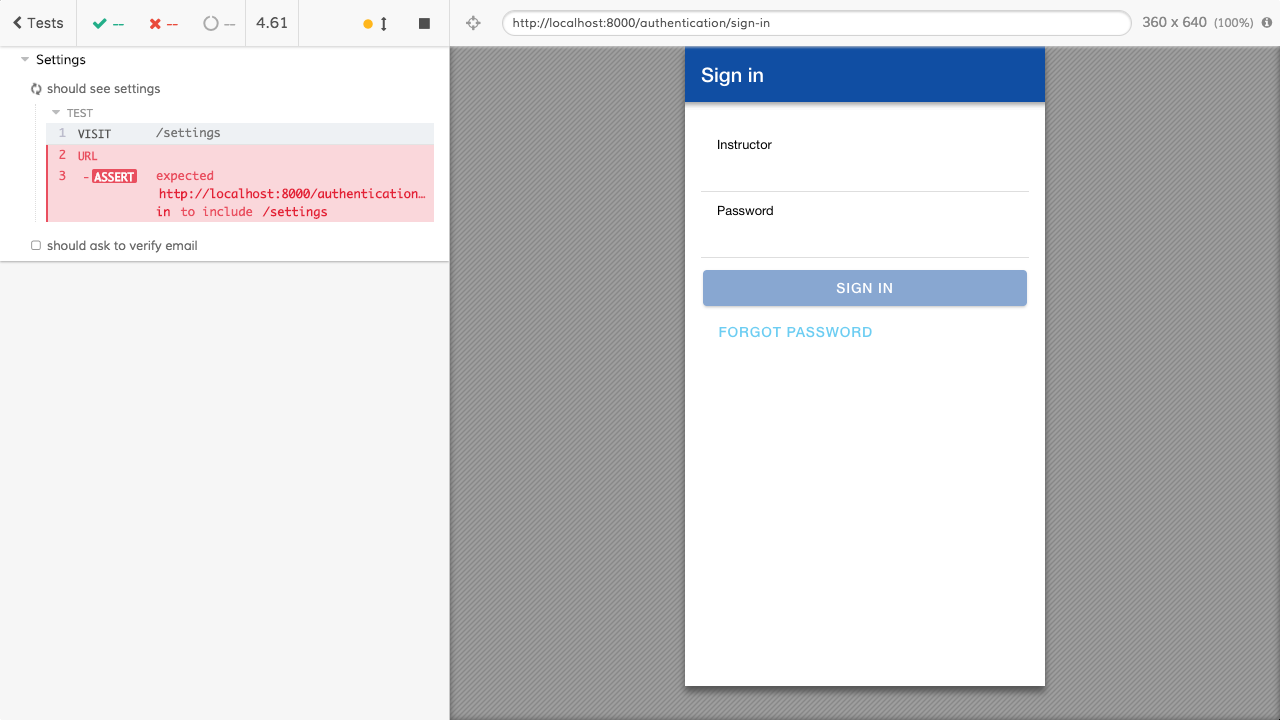 Tests
--
--
--
4.61
http://localhost:8000/authentication/sign-in
360 x 640 (100%)
Settings
should see settings
TEST
1 VISIT /settings
2 URL
3 - ASSERT expected
http://localhost:8000/authentication…
in to include /settings
should ask to verify email
Sign in
Instructor
Password
SIGN IN
FORGOT PASSWORD